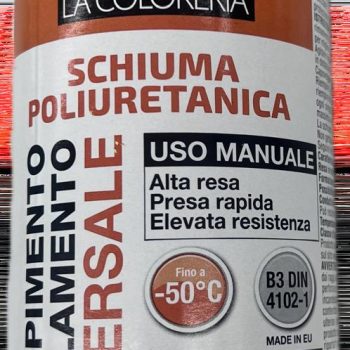 LA COLORERIA
SCHIUMA
POLIURETANICA
PIMENTO
LAMENTO
ERSALE
USO MANUALE
Alta resa
Presa rapida
Elevata resistenza
Fino a
-50°C
B3 DIN
4102-1
MADE IN EU